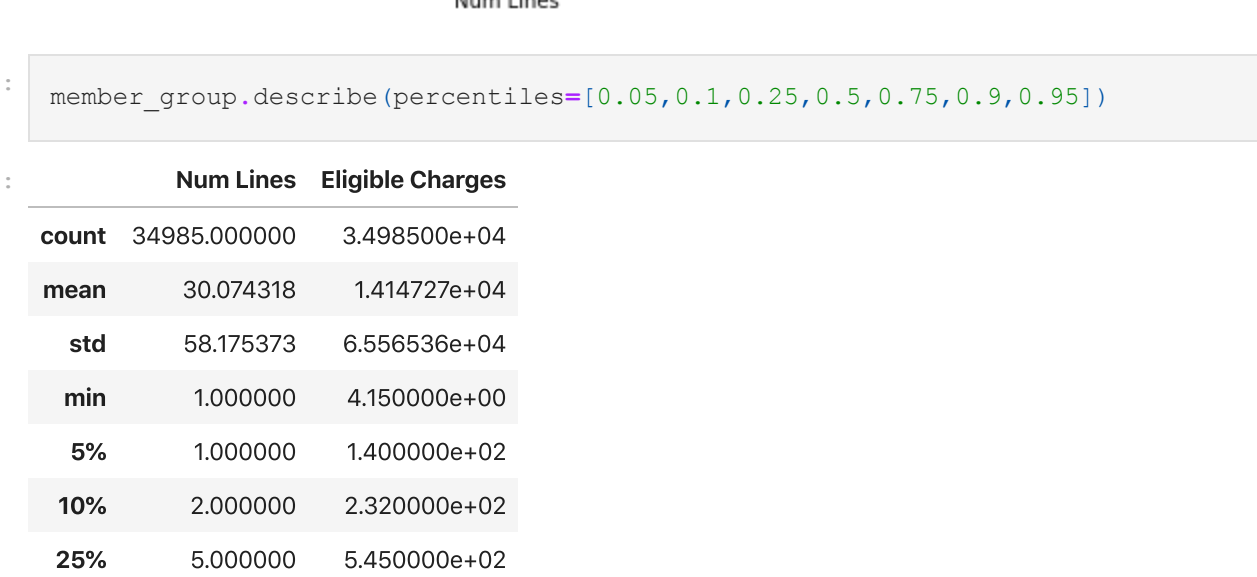 Num Lines
:
member_group.describe(percentiles=[0.05,0.1,0.25,0.5,0.75,0.9,0.95])
:
Num Lines Eligible Charges
count 34985.000000 3.498500e+04
mean 30.074318 1.414727e+04
std 58.175373 6.556536e+04
min 1.000000 4.150000e+00
5% 1.000000 1.400000e+02
10% 2.000000 2.320000e+02
25% 5.000000 5.450000e+02